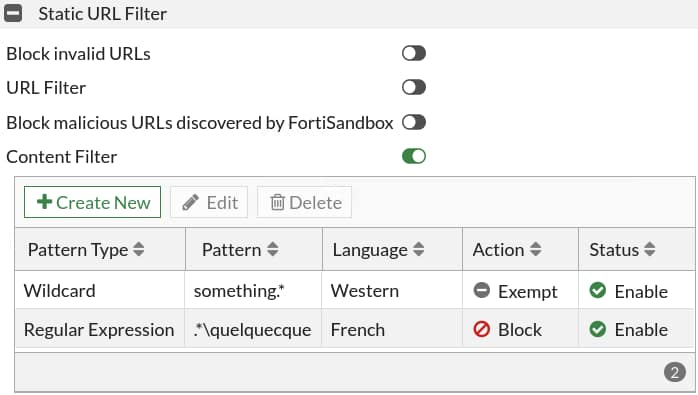 Static URL Filter
Block invalid URLs
URL Filter
Block malicious URLs discovered by FortiSandbox
Content Filter
Create New Edit Delete
Pattern Type Pattern Language Action Status
Wildcard something.* Western Exempt Enable
Regular Expression .*\quelquecque French Block Enable
2